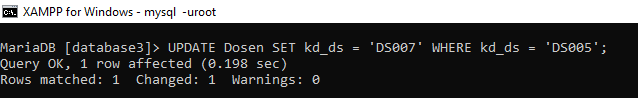 XAMPP for Windows - mysql  -uroot
MariaDB [database3]> UPDATE Dosen SET kd_ds = 'DS007' WHERE kd_ds = 'DS005';
Query OK, 1 row affected (0.198 sec)
Rows matched: 1  Changed: 1  Warnings: 0